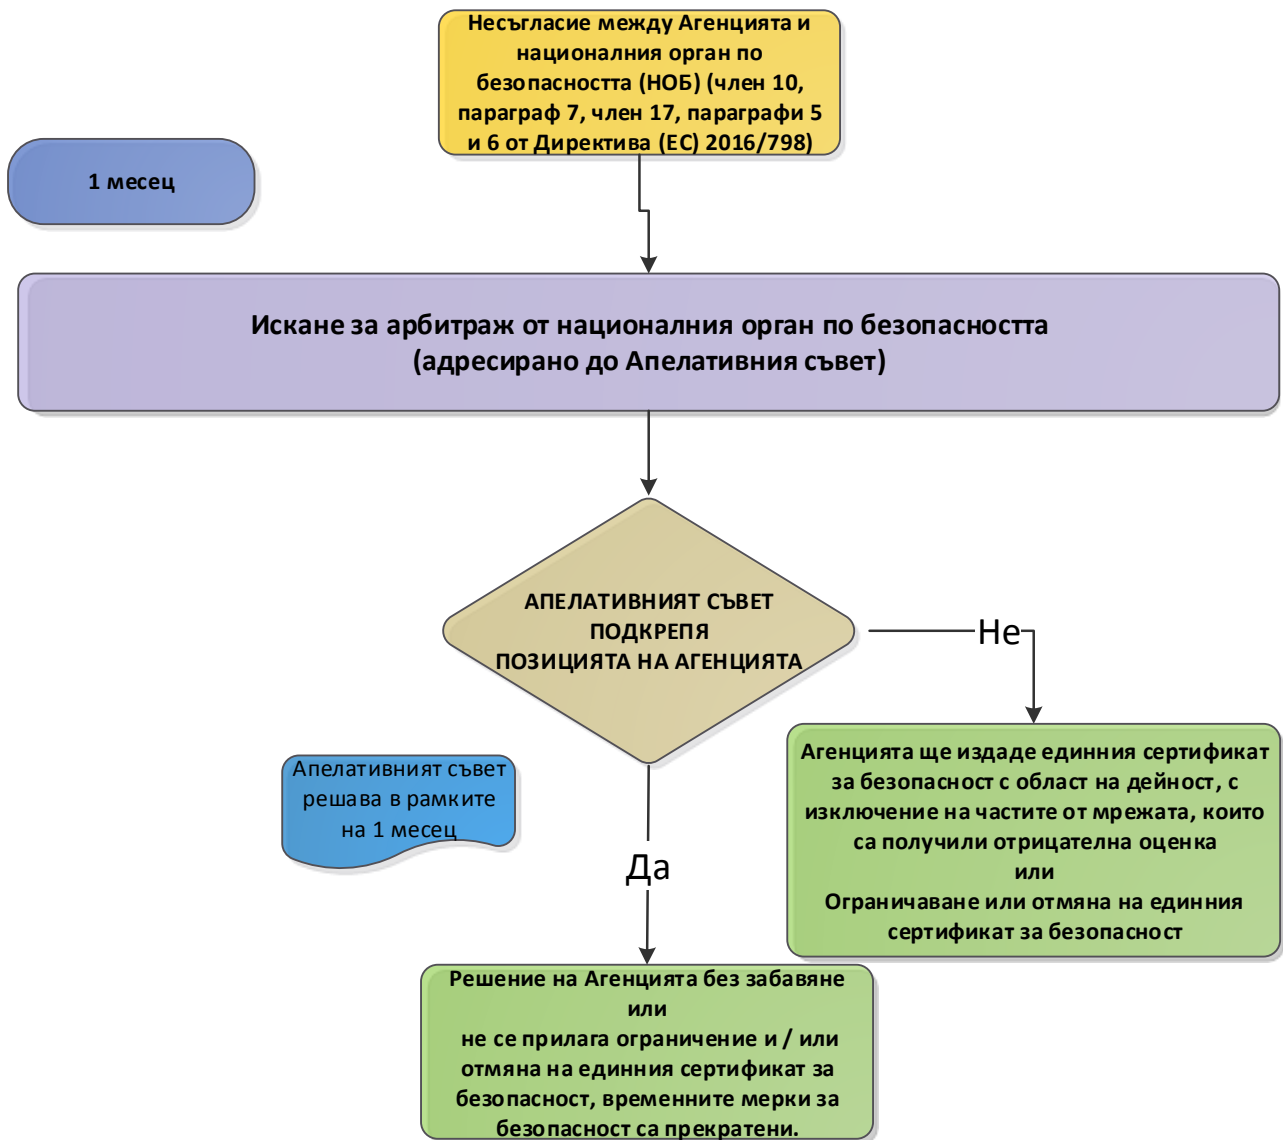 Несъгласие между Агенцията и
националния орган по
безопасността (НОБ) (член 10,
параграф 7, член 17, параграфи 5
и 6 от Директива (ЕС) 2016/798)
1 месец
Искане за арбитраж от националния орган по безопасността
(адресирано до Апелативния съвет)
АПЕЛАТИВНИЯТ СЪВЕТ
ПОДКРЕПЯ
ПОЗИЦИЯТА НА АГЕНЦИЯТА
Не
Агенцията ще издаде единния сертификат
за безопасност с област на дейност, с
изключение на частите от мрежата, които
са получили отрицателна оценка
или
Ограничаване или отмяна на единния
сертификат за безопасност
Апелативният съвет
решава в рамките
на 1 месец
Да
Решение на Агенцията без забавяне
или
не се прилага ограничение и / или
отмяна на единния сертификат за
безопасност, временните мерки за
безопасност са прекратени.